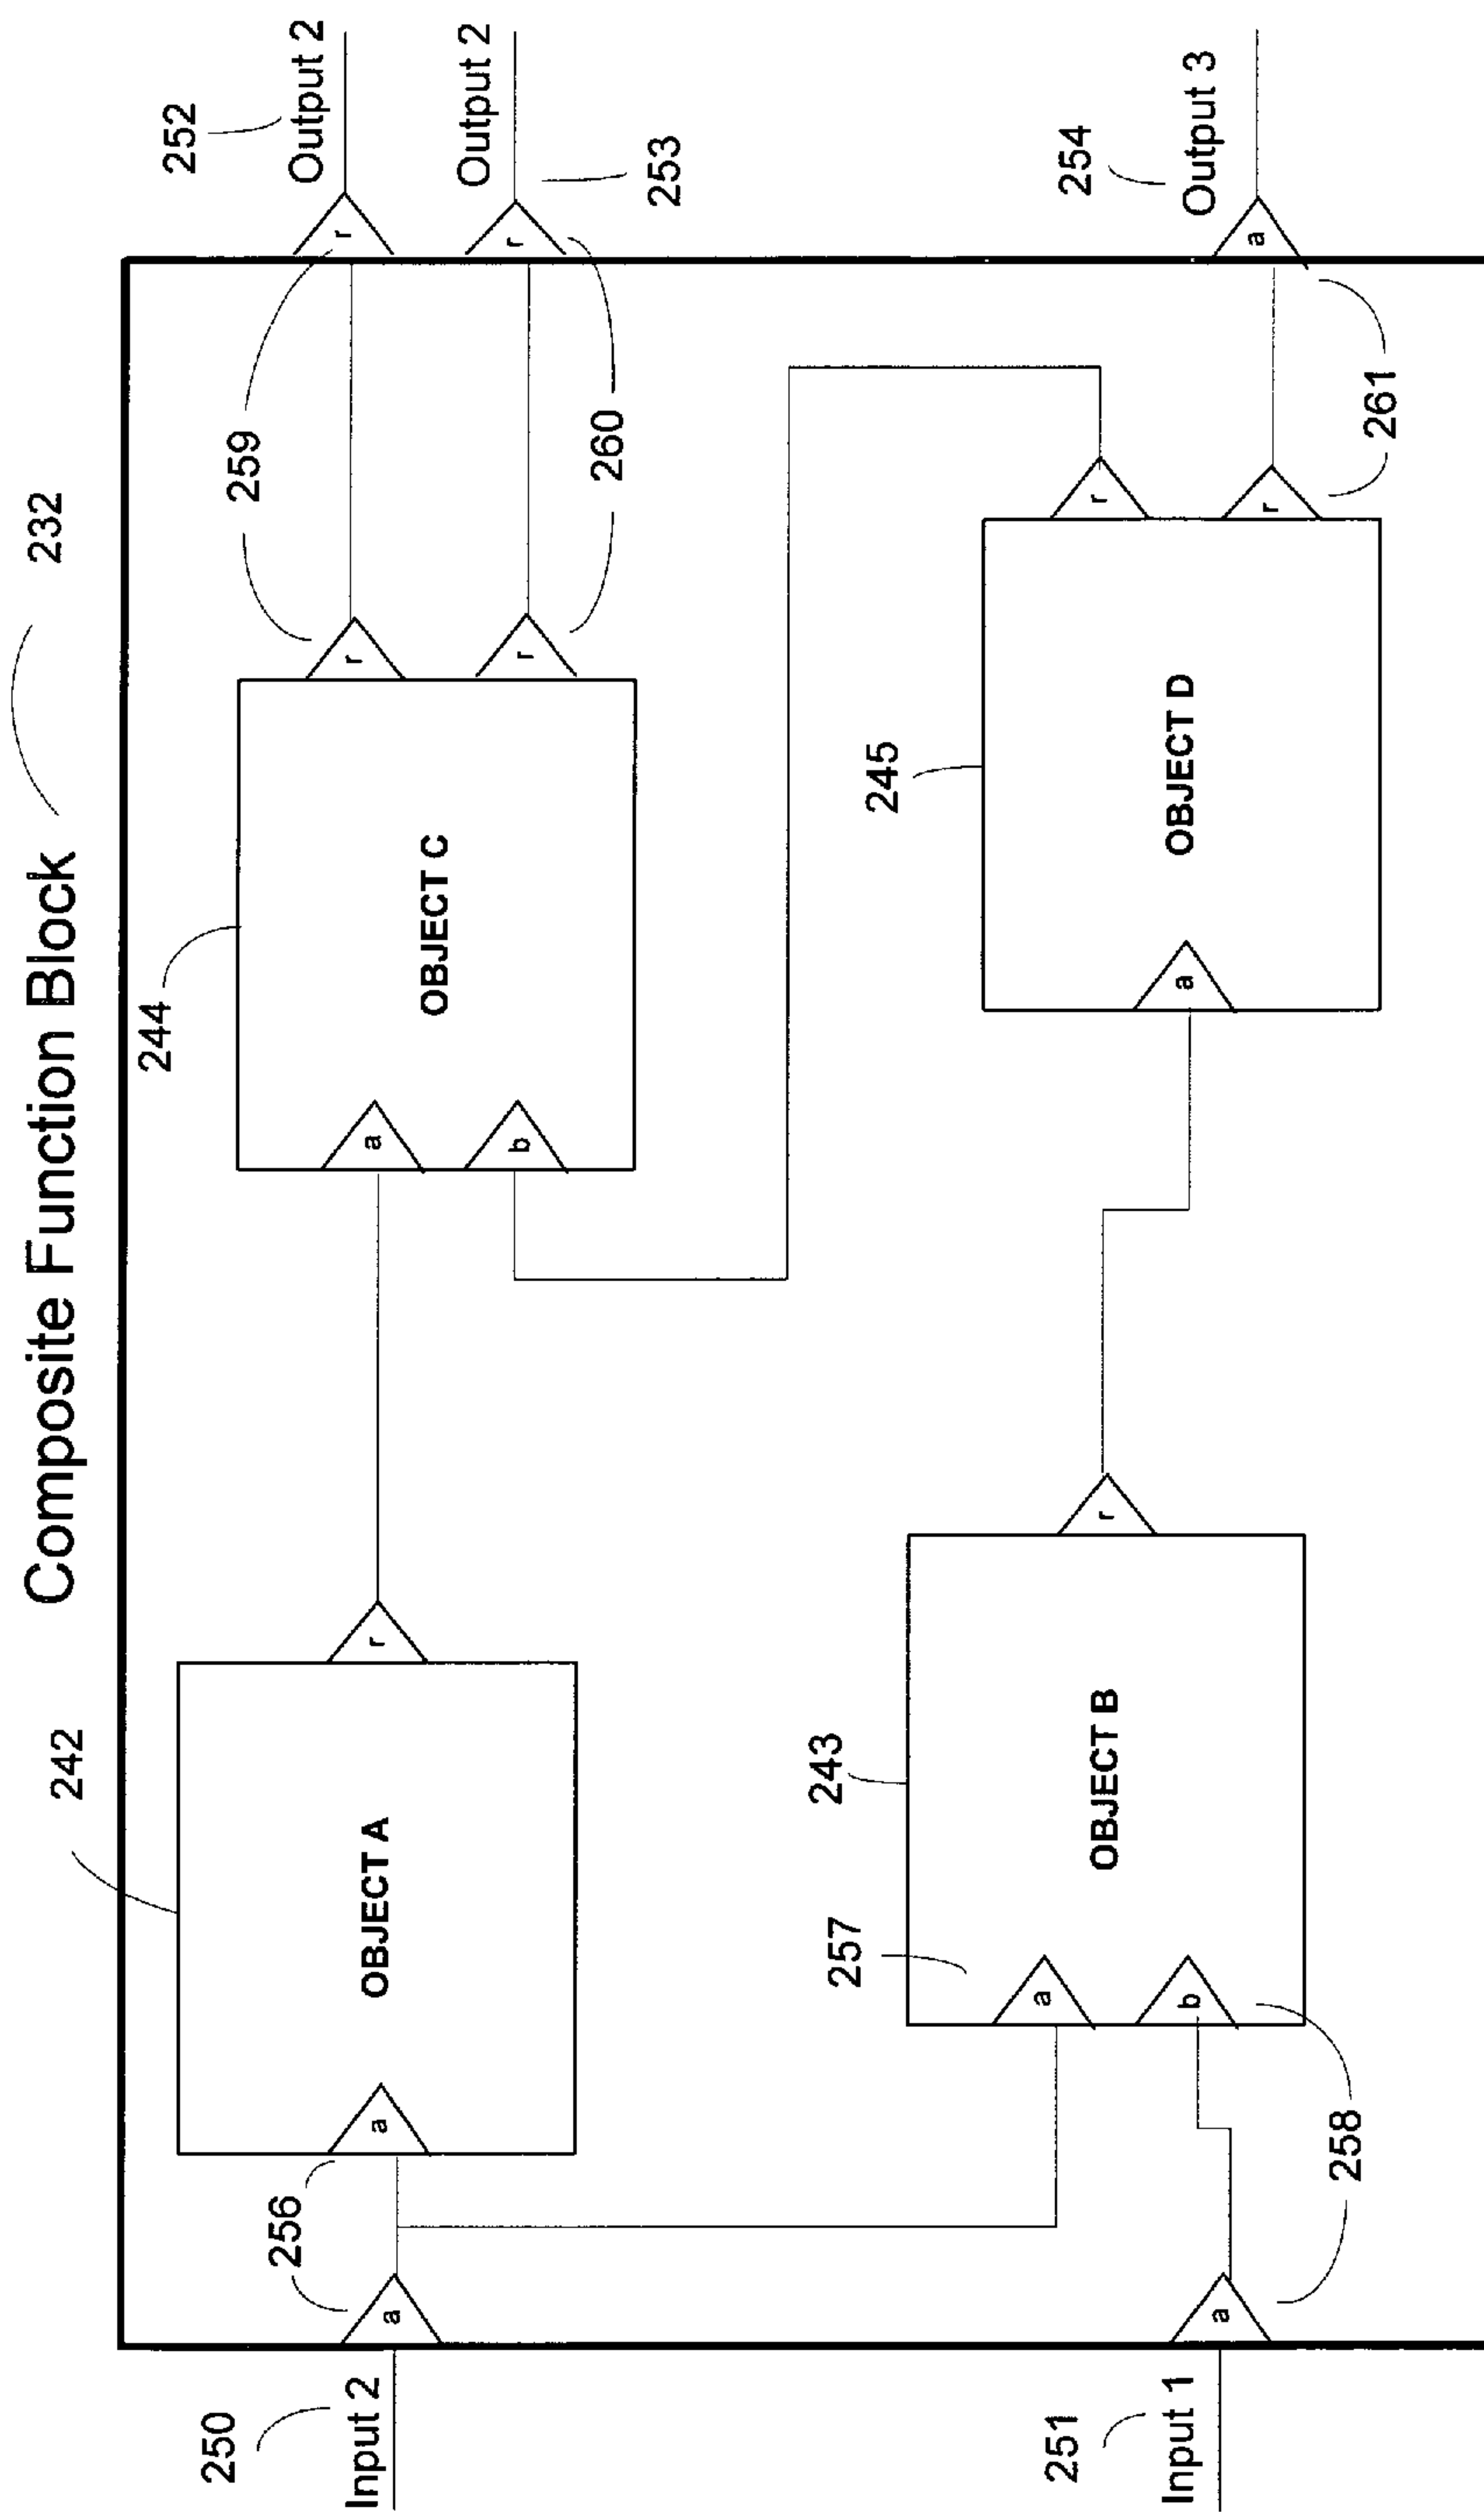 Composite Function Block
232
242
244
252
Output 2
259
Output 2
253
260
256
250
Input 2
a
a
OBJECT A
r
a
b
OBJECT C
r
r
r
r
243
257
a
b
OBJECT B
r
245
a
OBJECT D
r
r
254
Output 3
a
261
251
Input 1
a
258